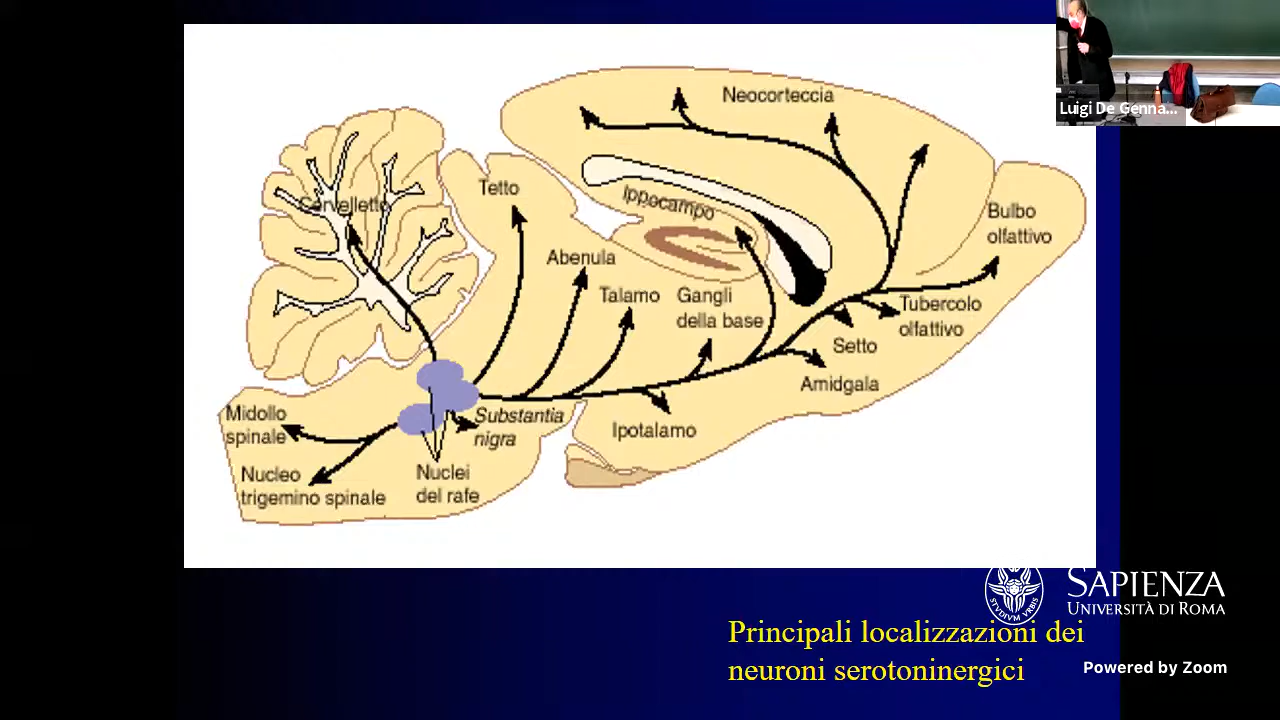 Luigi De Genna...
Neocorteccia
Cervelletto
Tetto
Ippocampo
Bulbo
olfattivo
Abenula
Talamo
Gangli
della base
Tubercolo
olfattivo
Setto
Amidgala
Midollo
spinale
Substantia
nigra
Ipotalamo
Nucleo
trigemino spinale
Nuclei
del rafe
STVDIVM VRBIS
SAPIENZA
UNIVERSITÀ DI ROMA
Principali localizzazioni dei
neuroni serotoninergici
Powered by Zoom